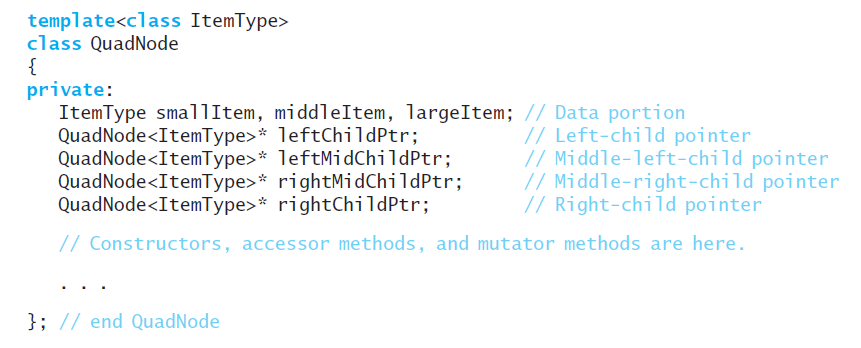 template<class ItemType>
class QuadNode
{
private:
   ItemType smallItem, middleItem, largeItem; // Data portion
   QuadNode<ItemType>* leftChildPtr;          // Left-child pointer
   QuadNode<ItemType>* leftMidChildPtr;       // Middle-left-child pointer
   QuadNode<ItemType>* rightMidChildPtr;      // Middle-right-child pointer
   QuadNode<ItemType>* rightChildPtr;         // Right-child pointer
   // Constructors, accessor methods, and mutator methods are here.
   . . .
}; // end QuadNode